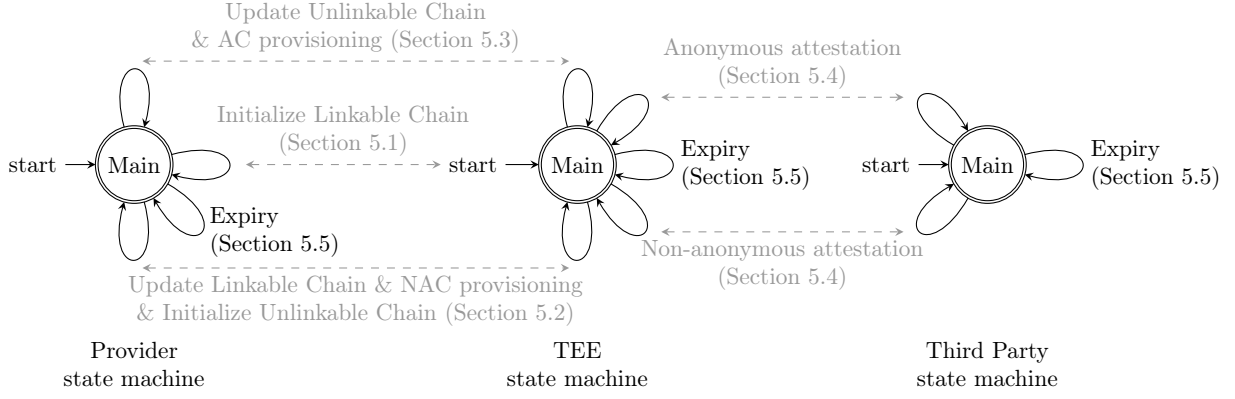 Update Unlinkable Chain
& AC provisioning (Section 5.3)
Anonymous attestation
(Section 5.4)
Initialize Linkable Chain
(Section 5.1)
start
Main
start
Main
Expiry
(Section 5.5)
start
Main
Expiry
(Section 5.5)
Expiry
(Section 5.5)
Non-anonymous attestation
(Section 5.4)
Update Linkable Chain & NAC provisioning
& Initialize Unlinkable Chain (Section 5.2)
Provider
state machine
TEE
state machine
Third Party
state machine